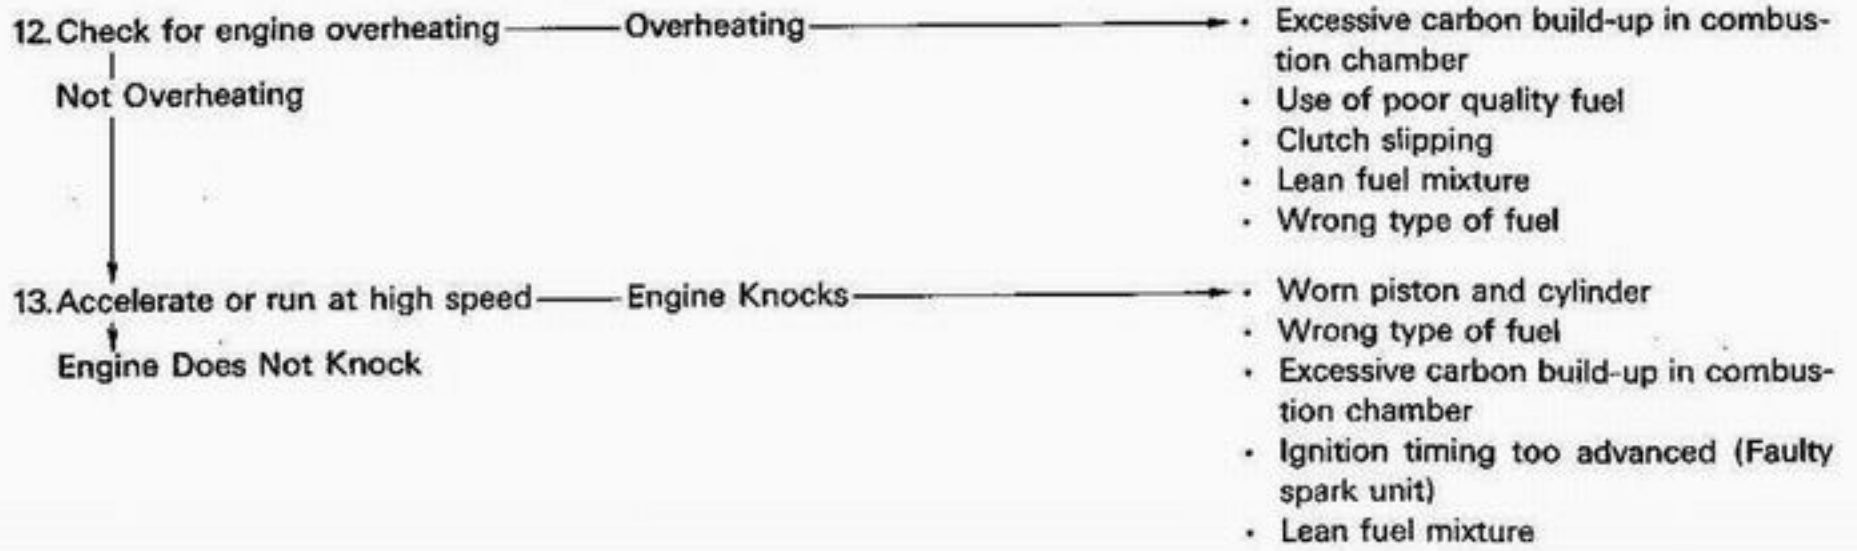 12. Check for engine overheating Overheating • Excessive carbon build-up in combus-
tion chamber
Not Overheating • Use of poor quality fuel
• Clutch slipping
• Lean fuel mixture
• Wrong type of fuel
13. Accelerate or run at high speed Engine Knocks • Worn piston and cylinder
• Wrong type of fuel
Engine Does Not Knock • Excessive carbon build-up in combus-
tion chamber
• Ignition timing too advanced (Faulty
spark unit)
• Lean fuel mixture